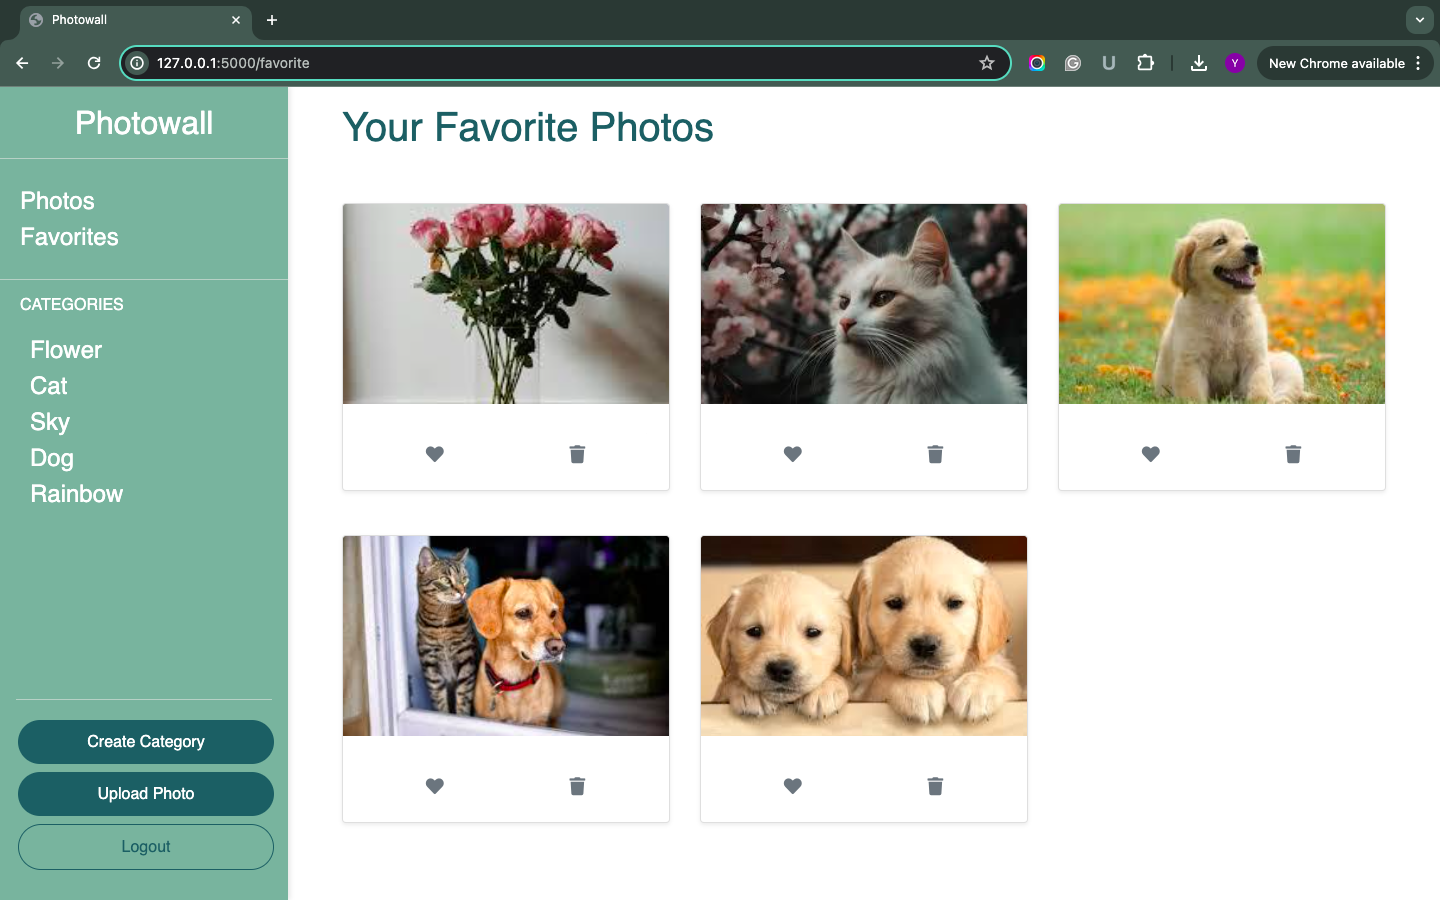 Photowall
127.0.0.1:5000/favorite
Y
New Chrome available
Photowall
Photos
Favorites
CATEGORIES
Flower
Cat
Sky
Dog
Rainbow
Create Category
Upload Photo
Logout
Your Favorite Photos